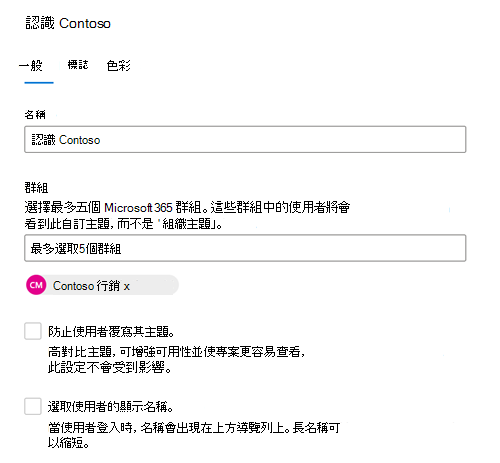 認識 Contoso
一般 標誌 色彩
名稱
認識 Contoso
群組
選擇最多五個 Microsoft 365 群組。這些群組中的使用者將會
看到此自訂主題, 而不是 '組織主題」。
最多選取5個群組
CM Contoso 行銷 x
防止使用者覆寫其主題。
高對比主題, 可增強可用性並使專案更容易查看,
此設定不會受到影響。
選取使用者的顯示名稱。
當使用者登入時, 名稱會出現在上方導覽列上。長名稱可
以縮短。